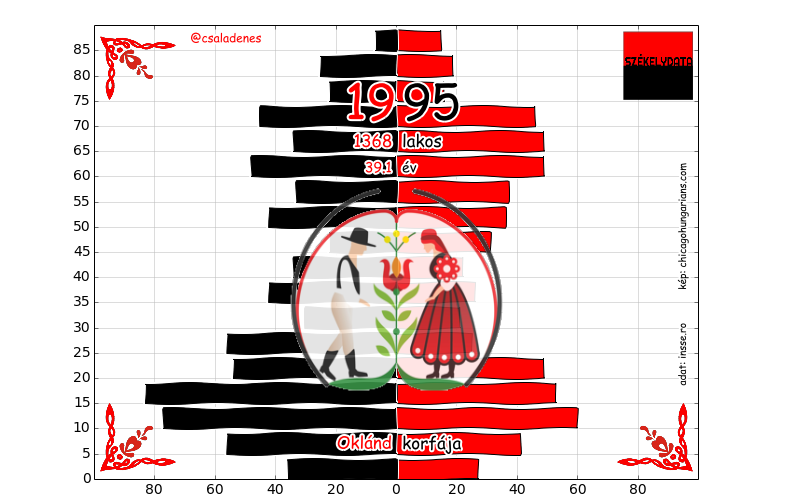 @csaladenes
SZÉKELYDATA
1995
1368 lakos
39.1 év
kép: chicagohungarians.com
adat: insse.ro
Oklánd korfája
85
80
75
70
65
60
55
50
45
40
35
30
25
20
15
10
5
0
80 60 40 20 0 20 40 60 80